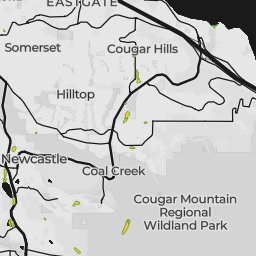 EASTGATE
Somerset
Cougar Hills
Hilltop
Newcastle
Coal Creek
Cougar Mountain
Regional
Wildland Park